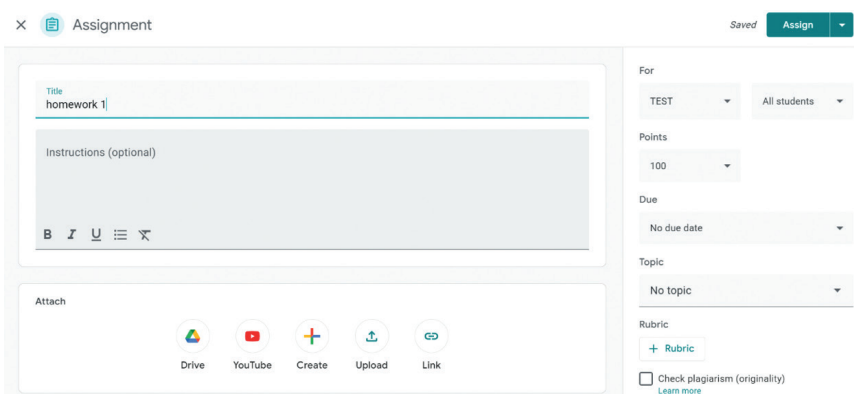 Assignment
Saved
Assign
Title
homework 1
Instructions (optional)
B I U
Attach
Drive
YouTube
Create
Upload
Link
For
TEST
All students
Points
100
Due
No due date
Topic
No topic
Rubric
+ Rubric
Check plagiarism (originality)
Learn more